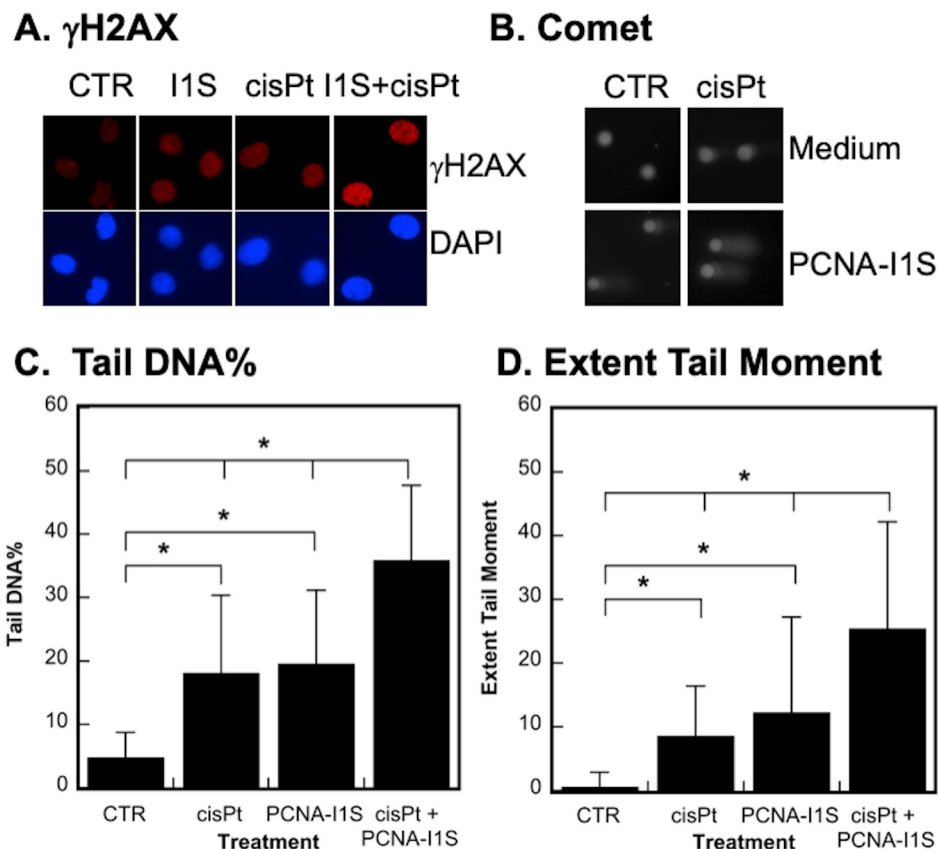 A. γH2AX
CTR I1S cisPt I1S+cisPt
γH2AX
DAPI
B. Comet
CTR cisPt
Medium
PCNA-I1S
C. Tail DNA%
60
50
40
30
20
10
0
Tail DNA%
*
*
*
CTR cisPt PCNA-I1S cisPt +
PCNA-I1S
Treatment
D. Extent Tail Moment
60
50
40
30
20
10
0
Extent Tail Moment
*
*
*
CTR cisPt PCNA-I1S cisPt +
PCNA-I1S
Treatment